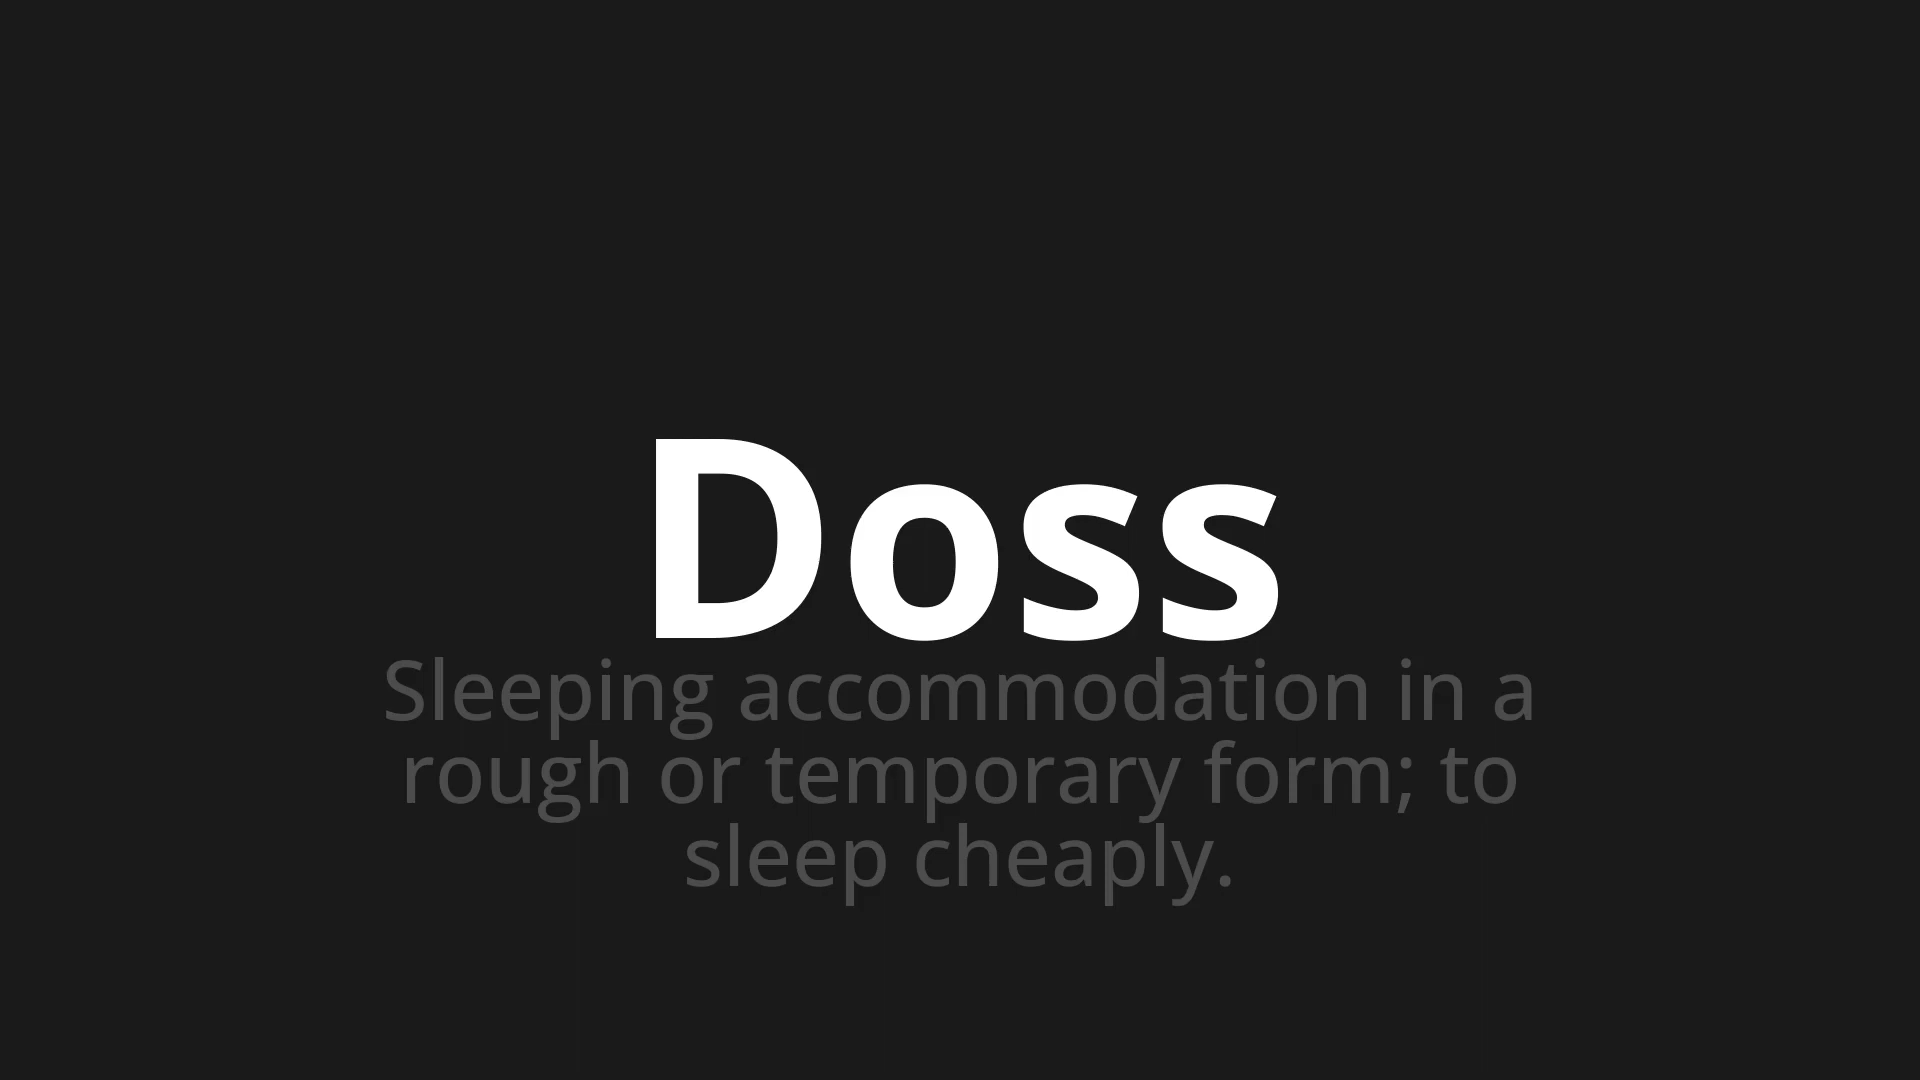 Doss
Sleeping accommodation in a
rough or temporary form; to
sleep cheaply.